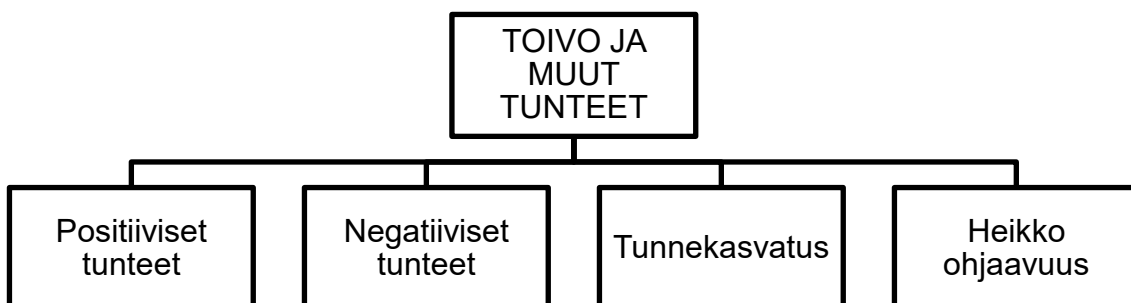 TOIVO JA
MUUT
TUNTEET
Positiiviset
tunteet
Negatiiviset
tunteet
Tunnekasvatus
Heikko
ohjaavuus